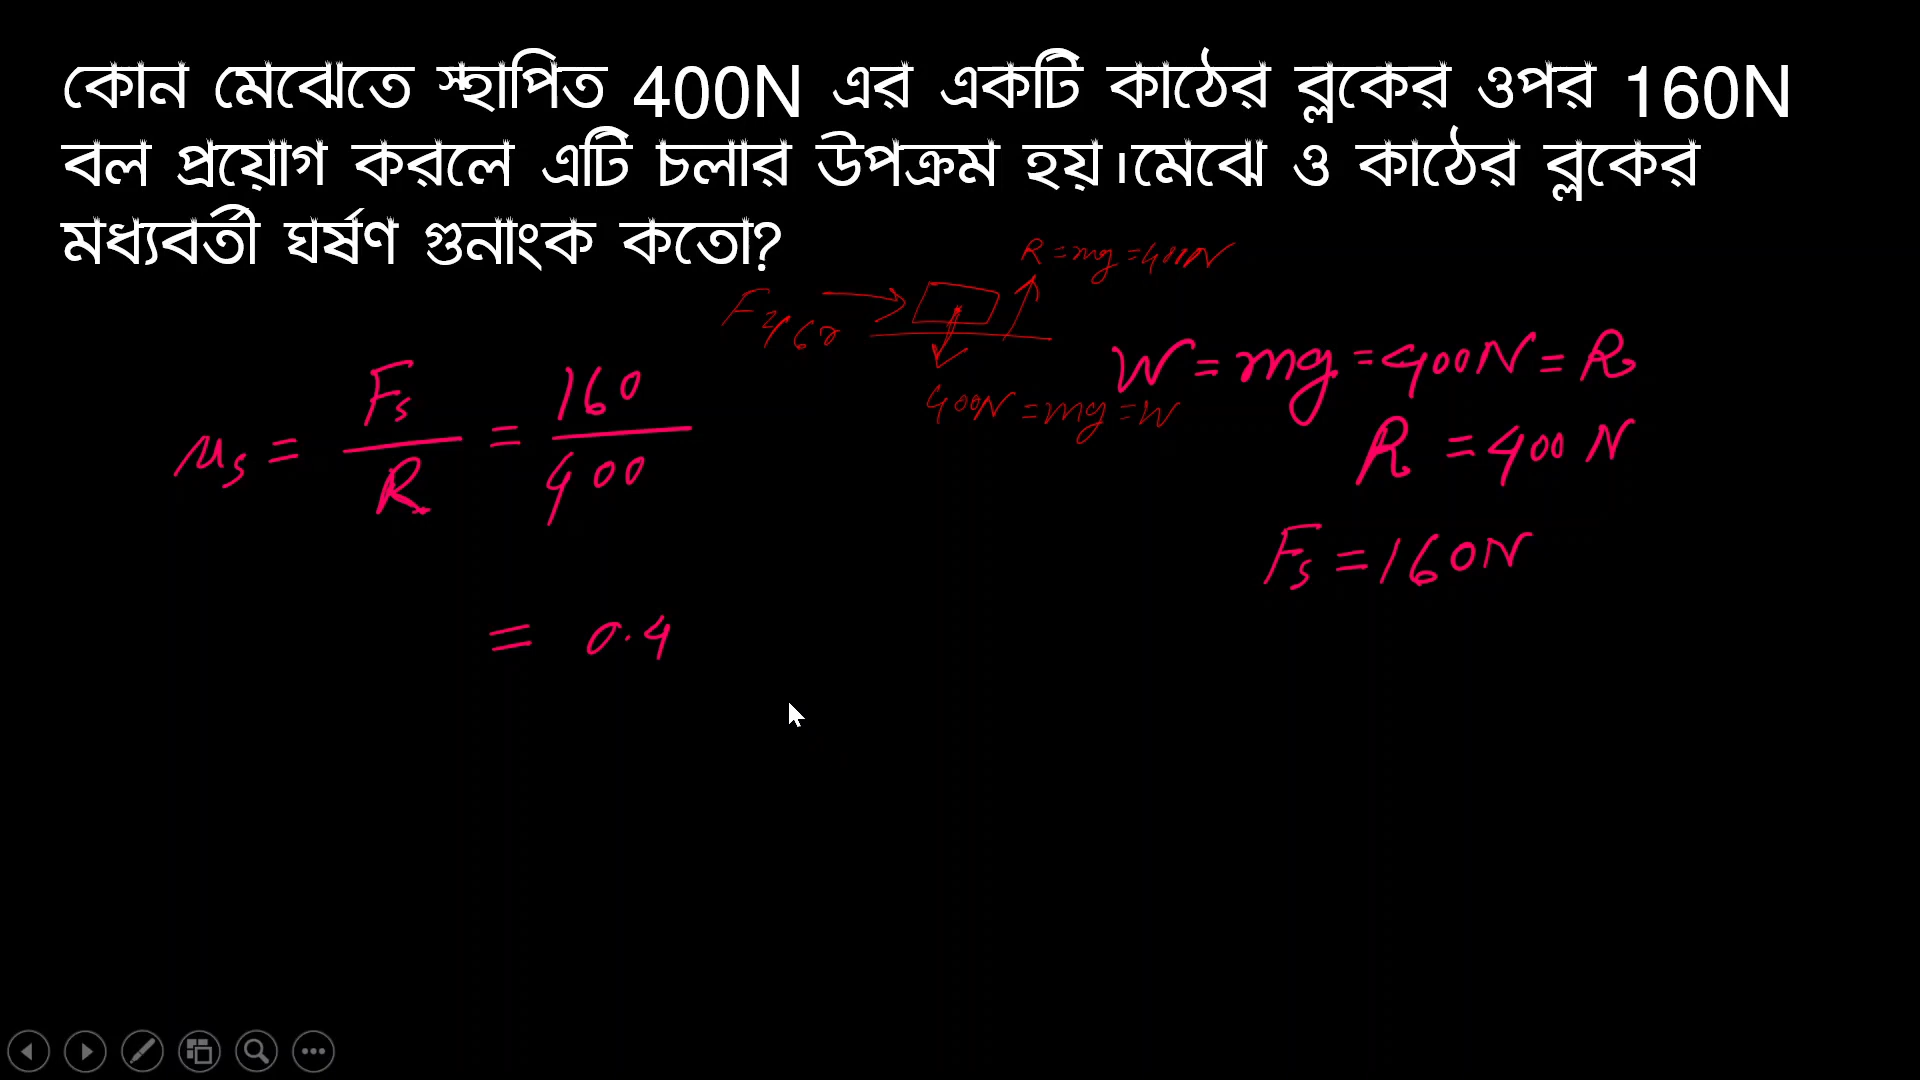 কোন মেঝেতে স্থাপিত 400N এর একটি কাঠের ব্লকের ওপর 160N
বল প্রয়োগ করলে এটি চলার উপক্রম হয়।মেঝে ও কাঠের ব্লকের
মধ্যবর্তী ঘর্ষণ গুনাংক কতো?
R = mg = 400N
F = 160
400N = mg = W
W = mg = 400N = R
R = 400 N
Fs = 160N
μs = Fs/R = 160/400
= 0.4